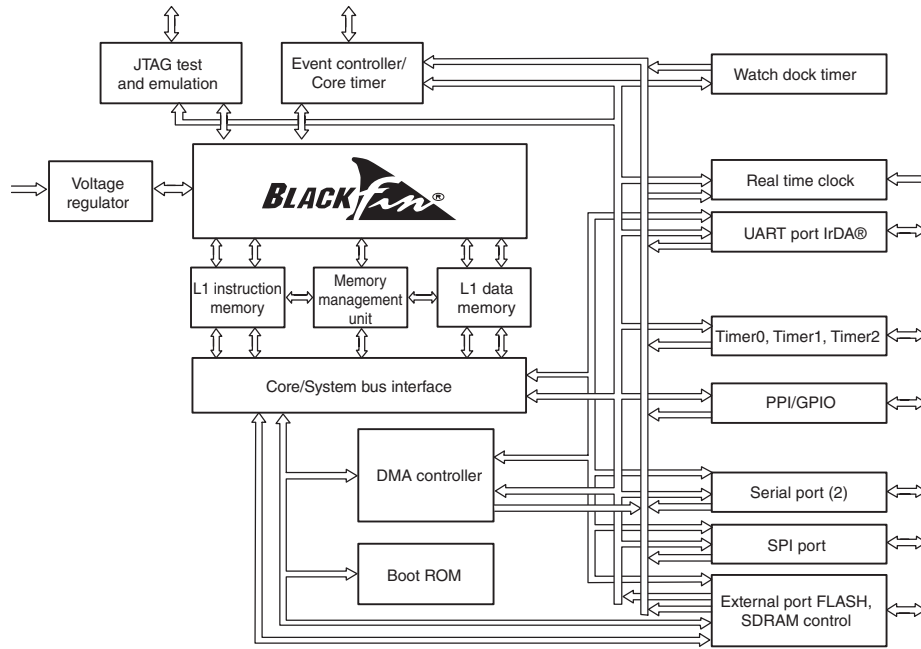 JTAG test
and emulation
Event controller/
Core timer
Watch dock timer
Voltage
regulator
BLACKfin®
Real time clock
UART port IrDA®
L1 instruction
memory
Memory
management
unit
L1 data
memory
Timer0, Timer1, Timer2
Core/System bus interface
PPI/GPIO
DMA controller
Serial port (2)
SPI port
Boot ROM
External port FLASH,
SDRAM control